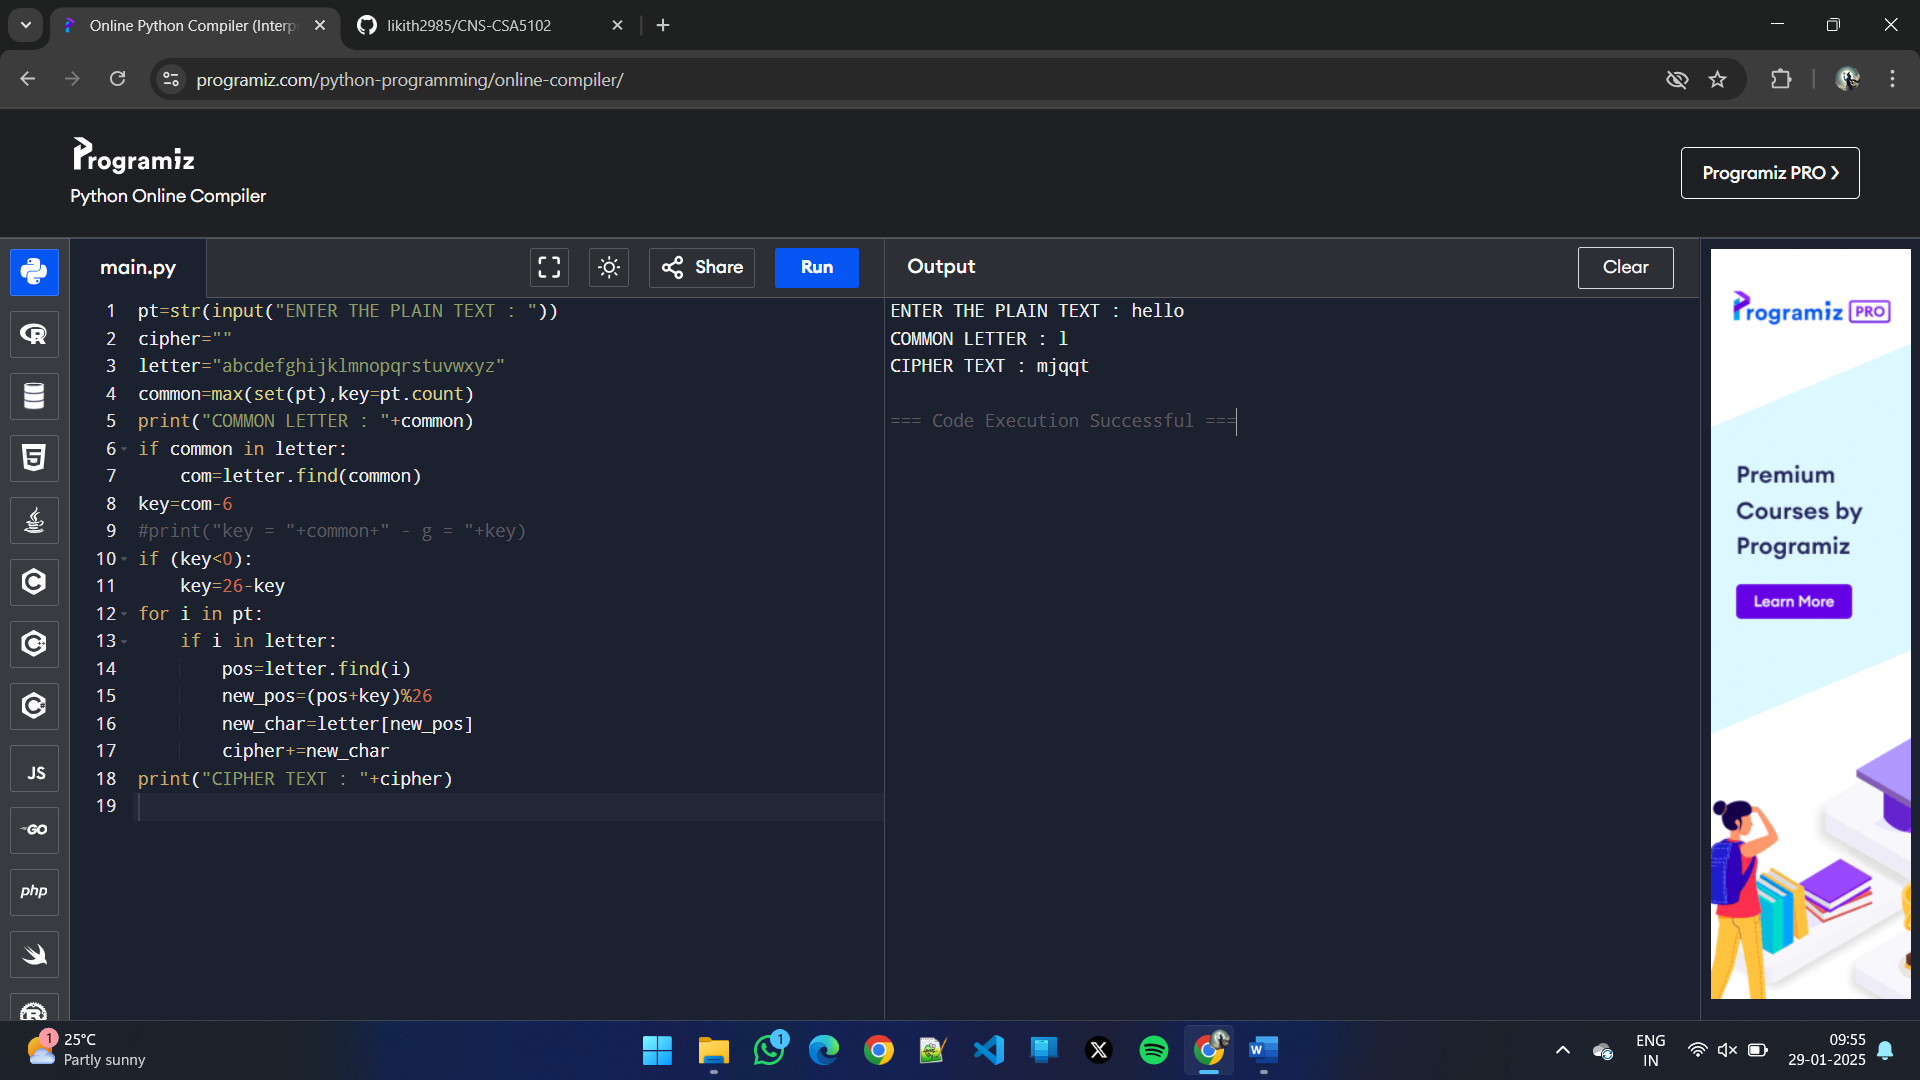 Online Python Compiler (Interp
likith2985/CNS-CSA5102
programiz.com/python-programming/online-compiler/
Programiz
Python Online Compiler
Programiz PRO ❯
main.py
Share
Run
Output
Clear
1 pt=str(input("ENTER THE PLAIN TEXT : "))
2 cipher=""
3 letter="abcdefghijklmnopqrstuvwxyz"
4 common=max(set(pt),key=pt.count)
5 print("COMMON LETTER : "+common)
6 if common in letter:
7     com=letter.find(common)
8 key=com-6
9 #print("key = "+common+" - g = "+key)
10 if (key<0):
11     key=26-key
12 for i in pt:
13     if i in letter:
14         pos=letter.find(i)
15         new_pos=(pos+key)%26
16         new_char=letter[new_pos]
17         cipher+=new_char
18 print("CIPHER TEXT : "+cipher)
19
ENTER THE PLAIN TEXT : hello
COMMON LETTER : l
CIPHER TEXT : mjqqt
=== Code Execution Successful ===
Programiz PRO
Premium
Courses by
Programiz
Learn More
JS
GO
php
1
25°C
Partly sunny
1
ENG
IN
09:55
29-01-2025